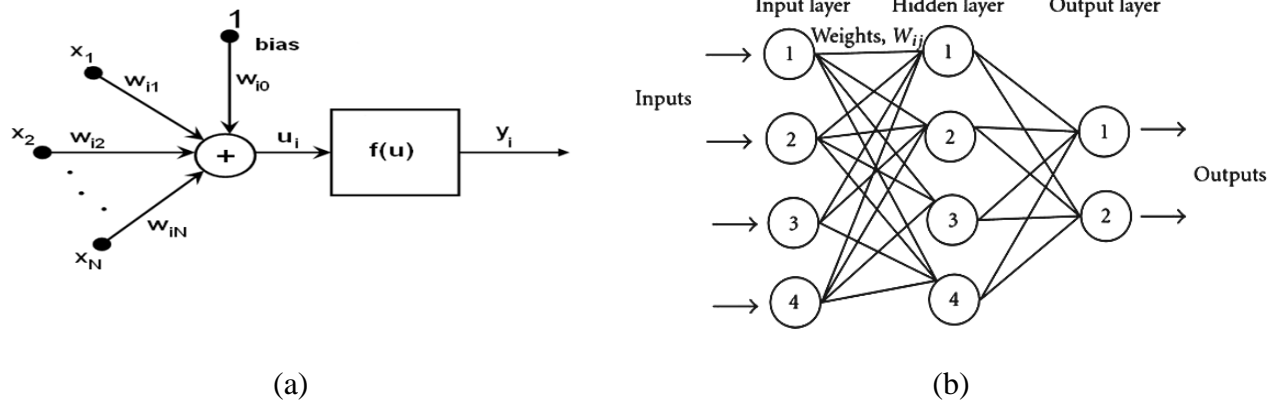 1
bias
x1
wi1
wi0
x2
wi2
+
ui
f(u)
yi
wiN
xN
(a)
Input layer Hidden layer Output layer
Weights, Wij
Inputs
1
2
3
4
1
2
3
4
1
2
Outputs
(b)